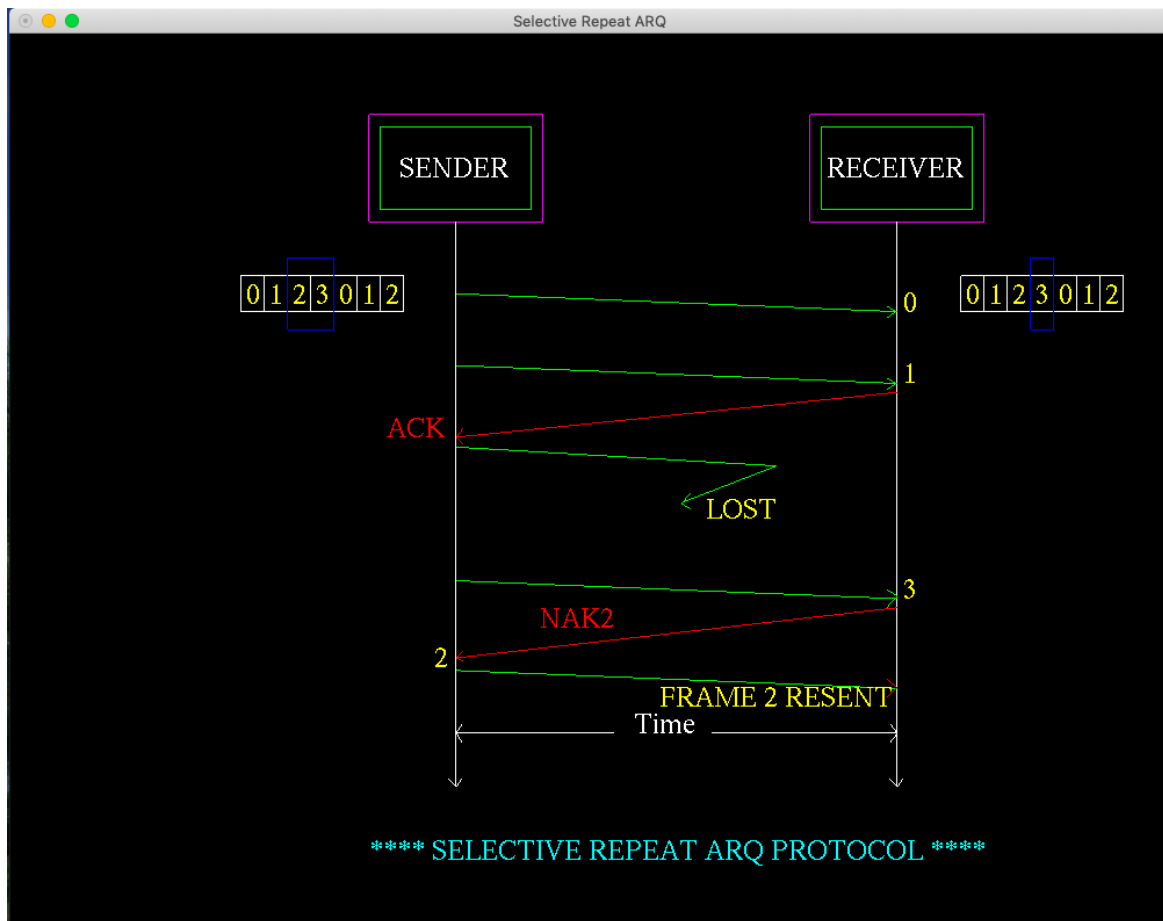 Selective Repeat ARQ
SENDER
RECEIVER
0 1 2 3 0 1 2
0
0 1 2 3 0 1 2
1
ACK
LOST
3
NAK2
2
FRAME 2 RESENT
Time
**** SELECTIVE REPEAT ARQ PROTOCOL ****